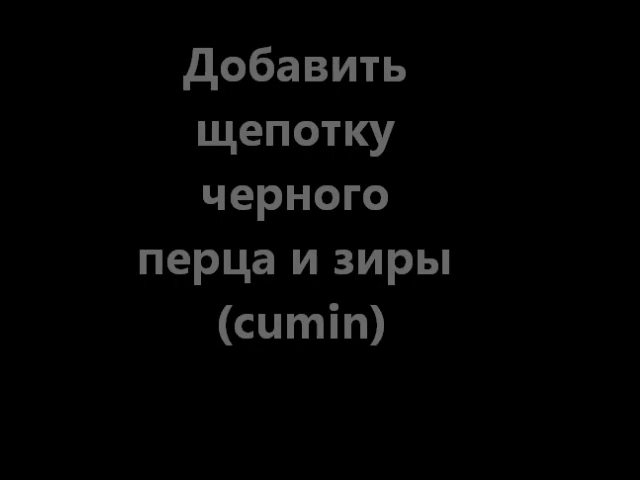 Добавить
щепотку
черного
перца и зиры
(cumin)